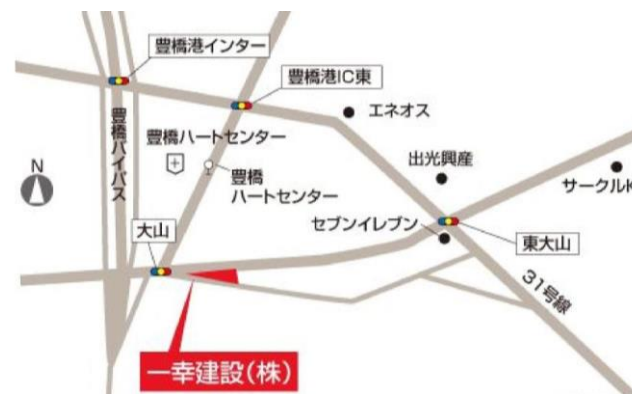 豊橋港インター
豊橋港IC東
エネオス
豊橋バイパス
豊橋ハートセンター
豊橋
ハートセンター
出光興産
サークルK
N
大山
セブンイレブン
東大山
31号線
一幸建設(株)